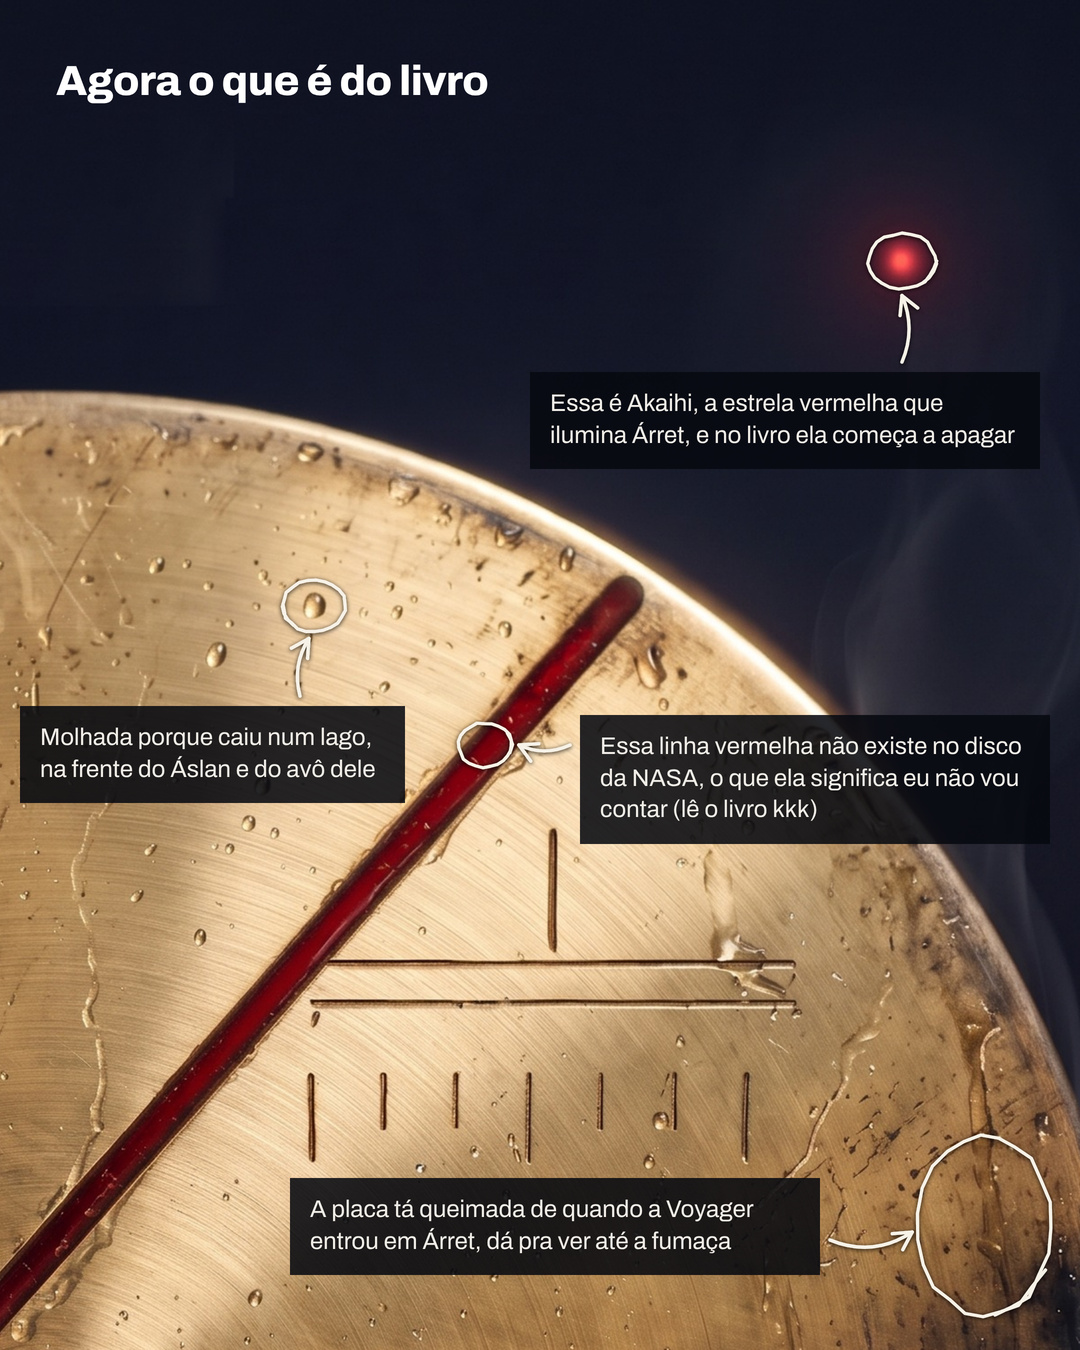 Agora o que é do livro
Essa é Akaihi, a estrela vermelha que
ilumina Árret, e no livro ela começa a apagar
Molhada porque caiu num lago,
na frente do Áslan e do avô dele
Essa linha vermelha não existe no disco
da NASA, o que ela significa eu não vou
contar (lê o livro kkk)
A placa tá queimada de quando a Voyager
entrou em Árret, dá pra ver até a fumaça